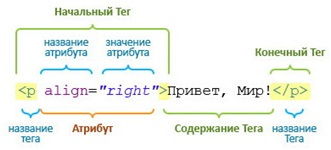 Начальный Тег
название атрибута
значение атрибута
Конечный Тег
<p align="right">Привет, Мир!</p>
название тега
Атрибут
Содержание Тега
название Тега